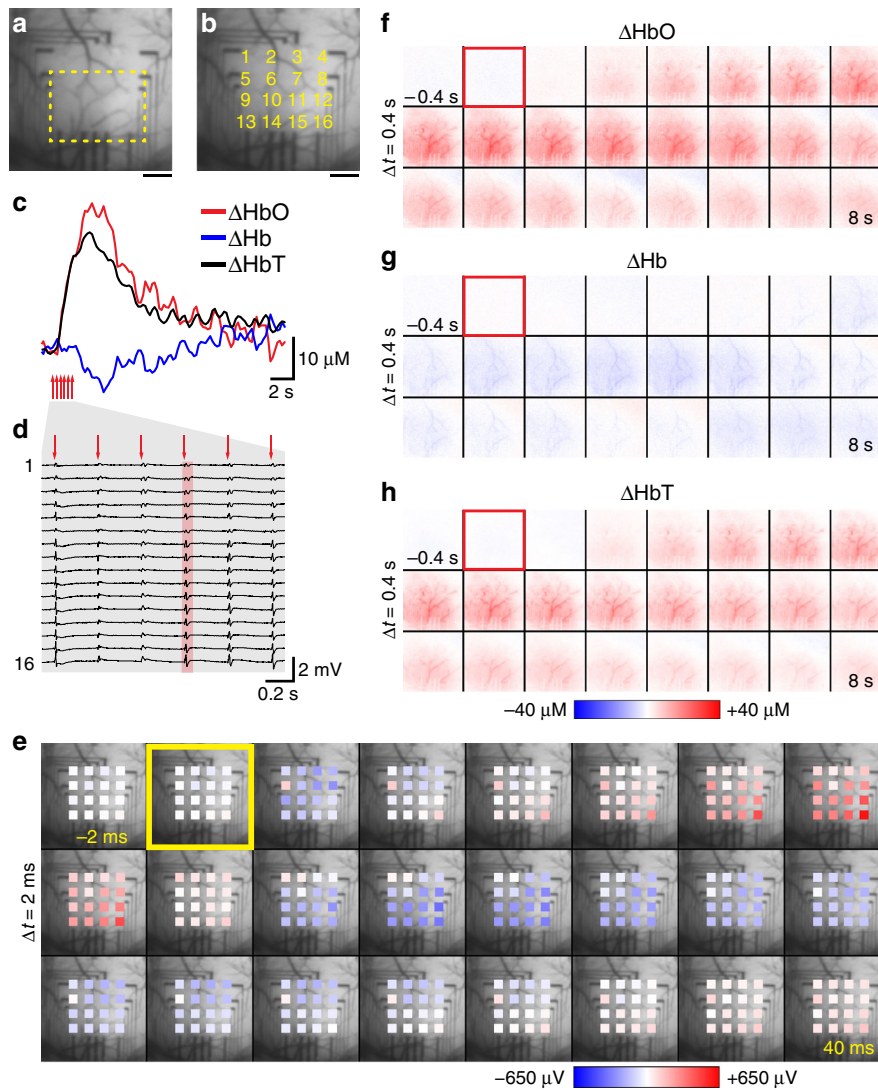 a
b
1 2 3 4
5 6 7 8
9 10 11 12
13 14 15 16
c
ΔHbO
ΔHb
ΔHbT
10 μM
2 s
d
1
16
2 mV
0.2 s
e
–2 ms
Δt = 2 ms
40 ms
–650 μV
+650 μV
f
ΔHbO
–0.4 s
Δt = 0.4 s
8 s
g
ΔHb
–0.4 s
Δt = 0.4 s
8 s
h
ΔHbT
–0.4 s
Δt = 0.4 s
8 s
–40 μM
+40 μM